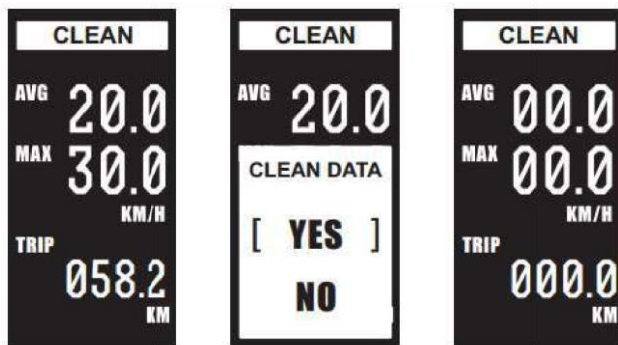 CLEAN
AVG 20.0
MAX 30.0
KM/H
TRIP
058.2
KM
CLEAN
AVG 20.0
CLEAN DATA
[ YES ]
NO
CLEAN
AVG 00.0
MAX 00.0
KM/H
TRIP
000.0
KM